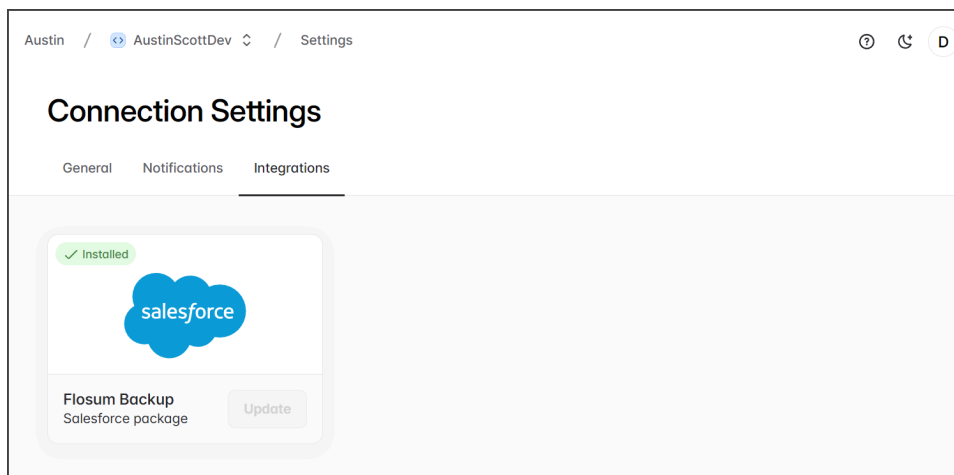 Austin / AustinScottDev / Settings
D
Connection Settings
General Notifications Integrations
Installed
salesforce
Flosum Backup
Salesforce package
Update